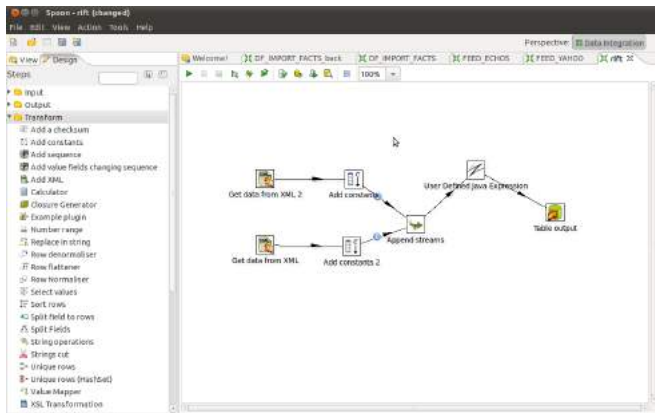 Spoon - rift (changed)
File Edit View Action Tools Help
Perspective: Data Integration
View Design
Welcome! DF_IMPORT_FACTS_back DF_IMPORT_FACTS FEED_ECHOS FEED_YAHOO rift
Steps
100%
Input
Output
Transform
Add a checksum
Add constants
Add sequence
Add value fields changing sequence
Add XML
Calculator
Closure Generator
Example plugin
Number range
Replace in string
Row denormaliser
Row flattener
Row Normaliser
Select values
Sort rows
Split field to rows
Split Fields
String operations
Strings cut
Unique rows
Unique rows (HashSet)
Value Mapper
XSL Transformation
Get data from XML 2
Add constants
User Defined Java Expression
Table output
Append streams
Get data from XML
Add constants 2